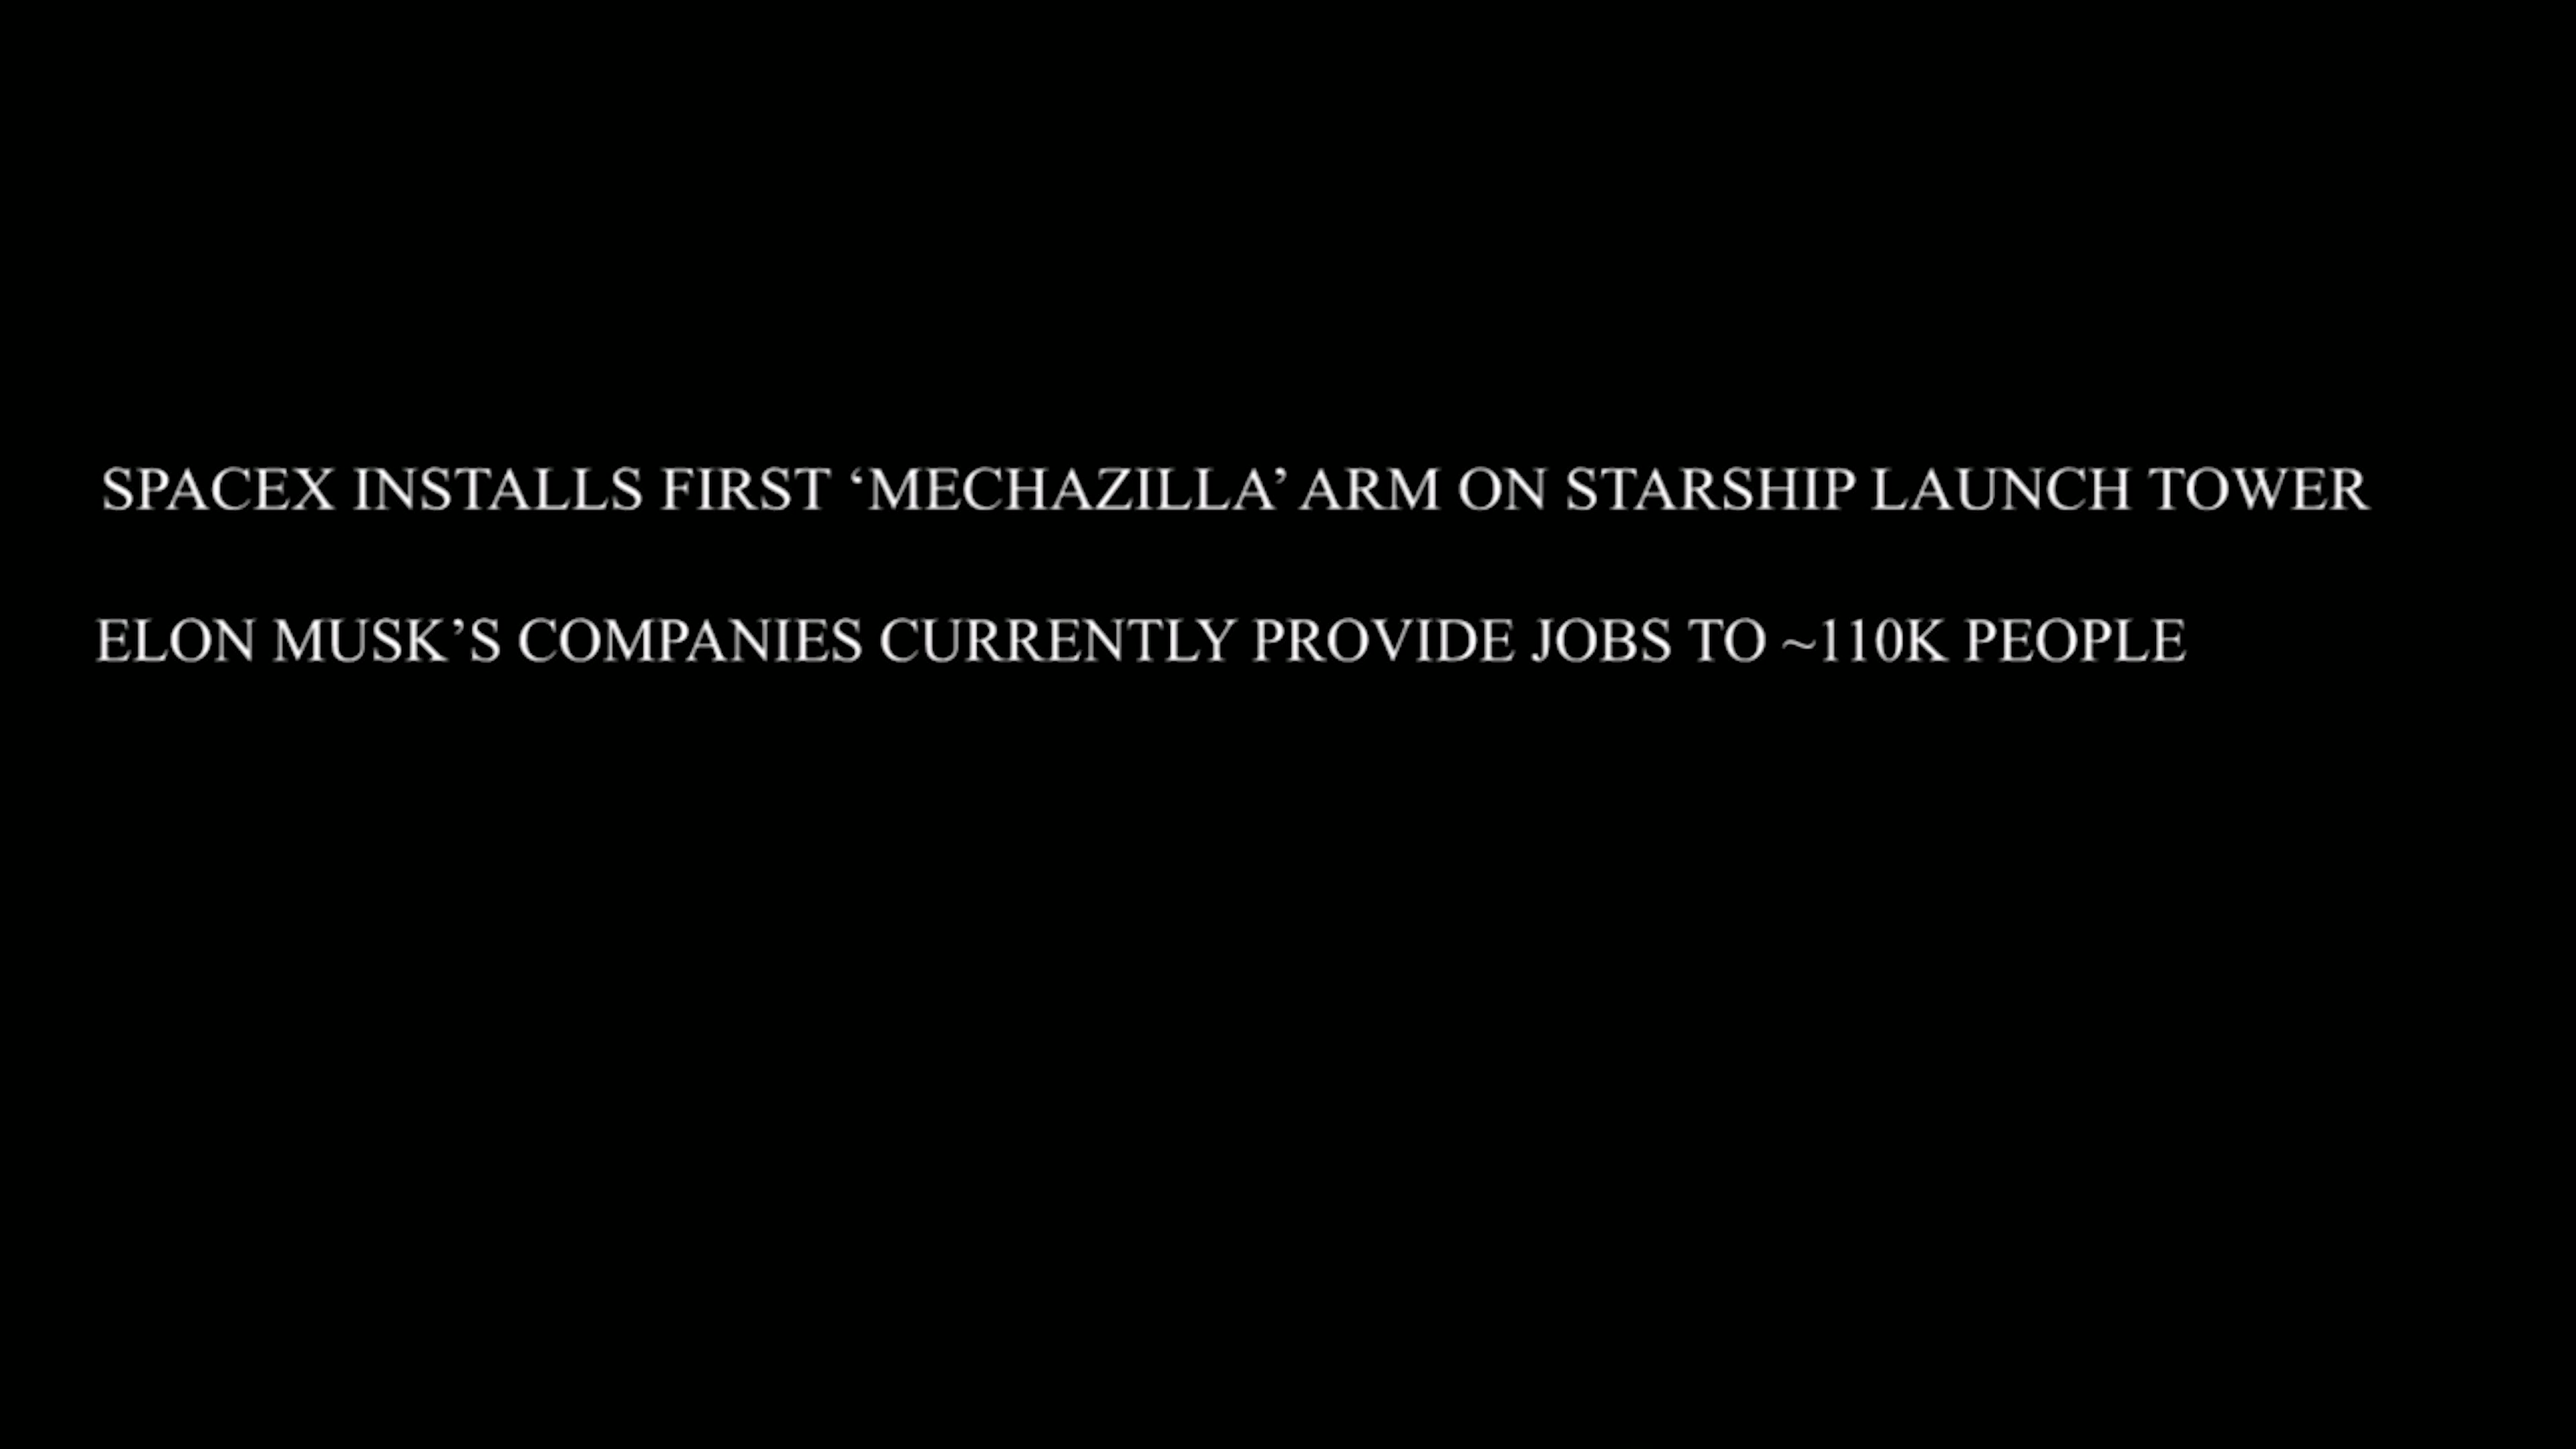 SPACEX INSTALLS FIRST ‘MECHAZILLA’ ARM ON STARSHIP LAUNCH TOWER
ELON MUSK’S COMPANIES CURRENTLY PROVIDE JOBS TO ~110K PEOPLE